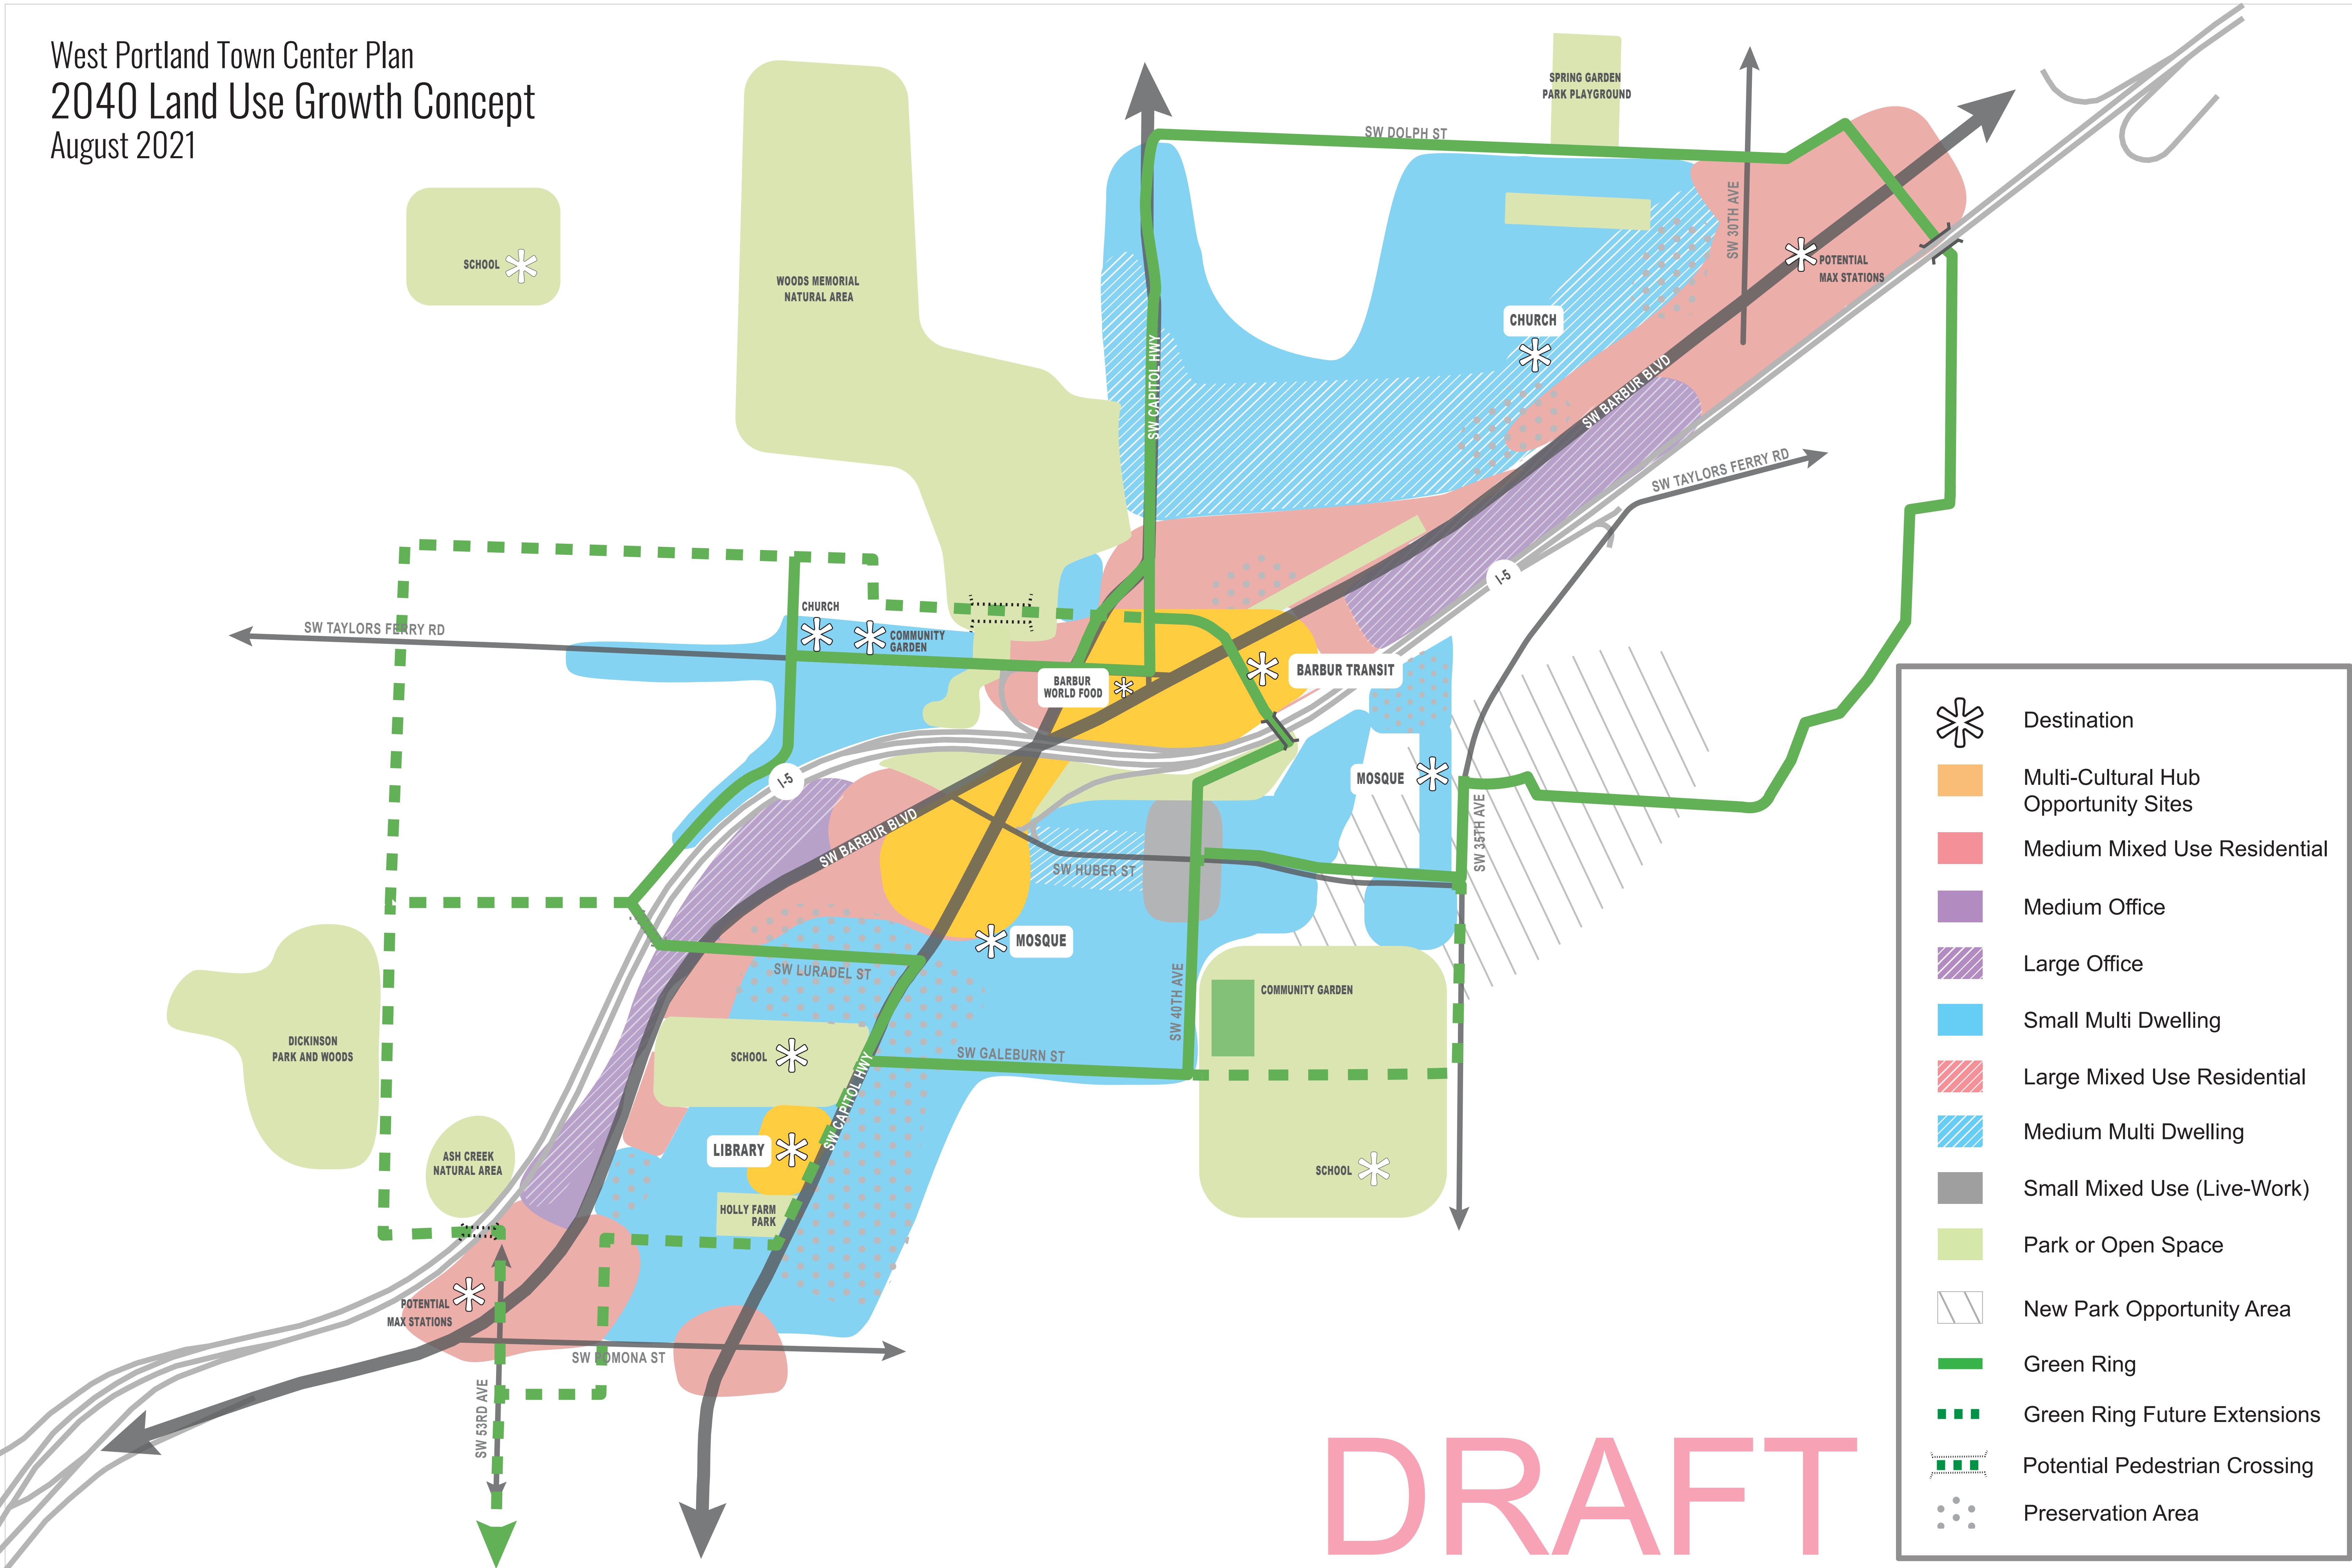 West Portland Town Center Plan
2040 Land Use Growth Concept
August 2021
SPRING GARDEN
PARK PLAYGROUND
SW DOLPH ST
SW 30TH AVE
SCHOOL
WOODS MEMORIAL
NATURAL AREA
POTENTIAL
MAX STATIONS
CHURCH
SW CAPITOL HWY
SW BARBUR BLVD
SW TAYLORS FERRY RD
I-5
CHURCH
SW TAYLORS FERRY RD
COMMUNITY
GARDEN
BARBUR
WORLD FOOD
BARBUR TRANSIT
I-5
MOSQUE
SW BARBUR BLVD
SW 35TH AVE
SW HUBER ST
MOSQUE
SW LURADEL ST
SW 40TH AVE
COMMUNITY GARDEN
DICKINSON
PARK AND WOODS
SCHOOL
SW GALEBURN ST
SW CAPITOL HWY
LIBRARY
ASH CREEK
NATURAL AREA
SCHOOL
HOLLY FARM
PARK
POTENTIAL
MAX STATIONS
SW POMONA ST
SW 53RD AVE
Destination
Multi-Cultural Hub
Opportunity Sites
Medium Mixed Use Residential
Medium Office
Large Office
Small Multi Dwelling
Large Mixed Use Residential
Medium Multi Dwelling
Small Mixed Use (Live-Work)
Park or Open Space
New Park Opportunity Area
Green Ring
Green Ring Future Extensions
Potential Pedestrian Crossing
Preservation Area
DRAFT